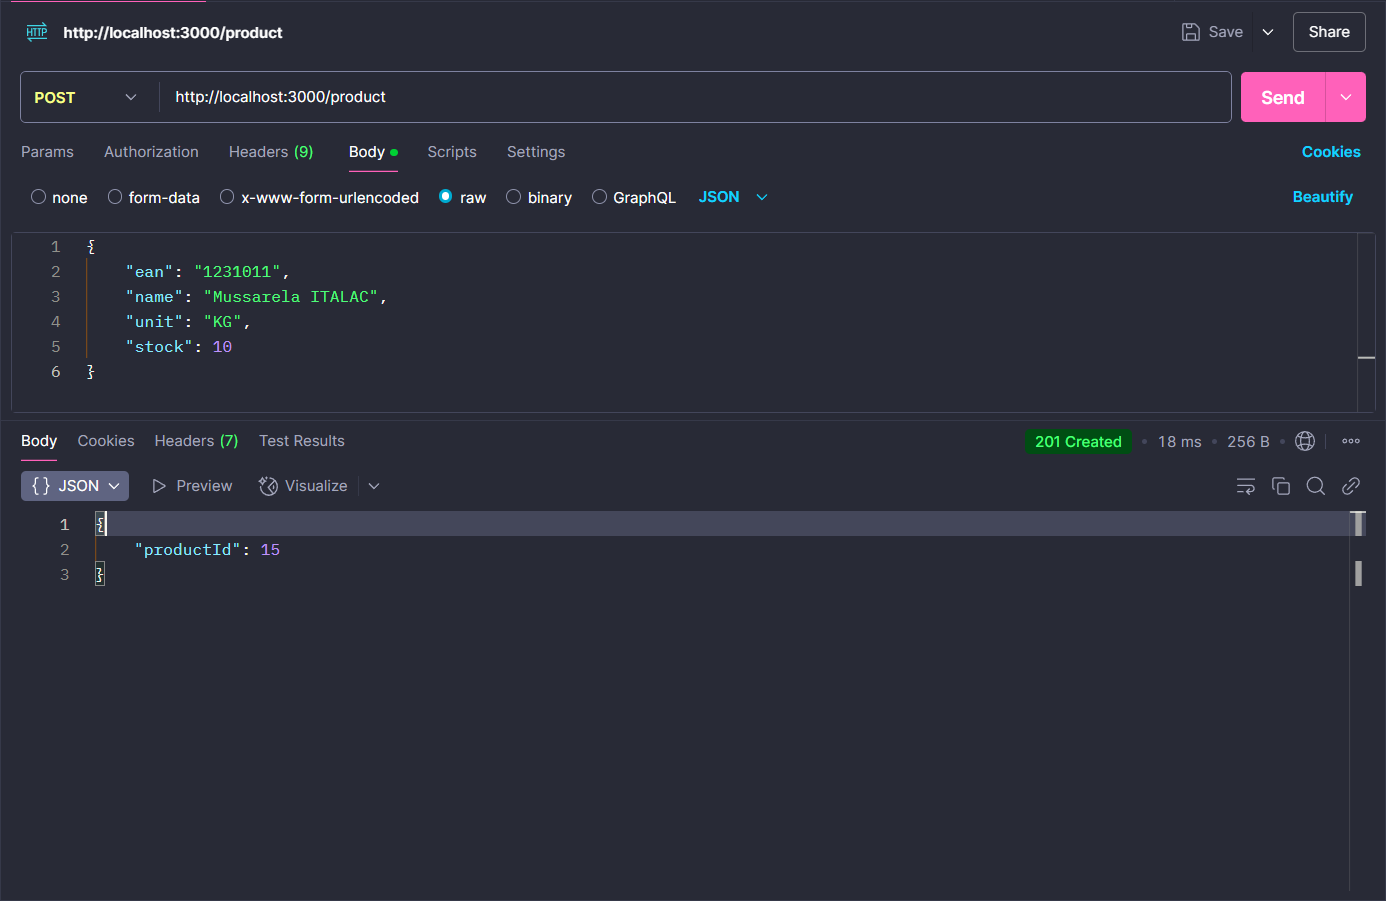 HTTP http://localhost:3000/product Save Share
POST http://localhost:3000/product Send
Params Authorization Headers (9) Body Scripts Settings Cookies
none form-data x-www-form-urlencoded raw binary GraphQL JSON Beautify
1 {
2 "ean": "1231011",
3 "name": "Mussarela ITALAC",
4 "unit": "KG",
5 "stock": 10
6 }
Body Cookies Headers (7) Test Results 201 Created • 18 ms • 256 B •
{} JSON Preview Visualize
1 {
2 "productId": 15
3 }